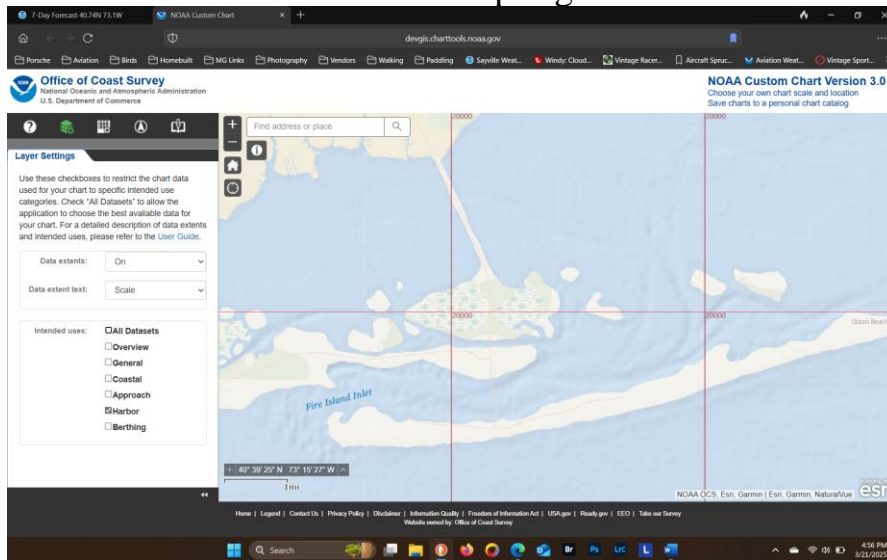 7-Day Forecast 40.74N 73.1W
NOAA Custom Chart
devgis.charttools.noaa.gov
Porsche Aviation Birds Homebuilt MG Links Photography Vendors Walking Paddling Sayville West... Windy: Cloud... Vintage Racer... Aircraft Spruc... Aviation Weat... Vintage Sport...
Office of Coast Survey
National Oceanic and Atmospheric Administration
U.S. Department of Commerce
NOAA Custom Chart Version 3.0
Choose your own chart scale and location
Save charts to a personal chart catalog
Layer Settings
Use these checkboxes to restrict the chart data
used for your chart to specific intended use
categories. Check "All Datasets" to allow the
application to choose the best available data for
your chart. For a detailed description of data extents
and intended uses, please refer to the User Guide.
Data extents: On
Data extent text: Scale
Intended uses: All Datasets
Overview
General
Coastal
Approach
Harbor
Berthing
Find address or place
20000
20000
20000
20000
Ocean Beach
Fire Island Inlet
40° 39' 25" N 73° 15' 27" W
1mi
NOAA OCS, Esri, Garmin | Esri, Garmin, NaturalVue
esri
Home | Legend | Contact Us | Privacy Policy | Disclaimer | Information Quality | Freedom of Information Act | USA.gov | Ready.gov | EEO | Take our Survey
Website owned by: Office of Coast Survey
Search
Br Ps LrC L
4:56 PM
3/21/2025